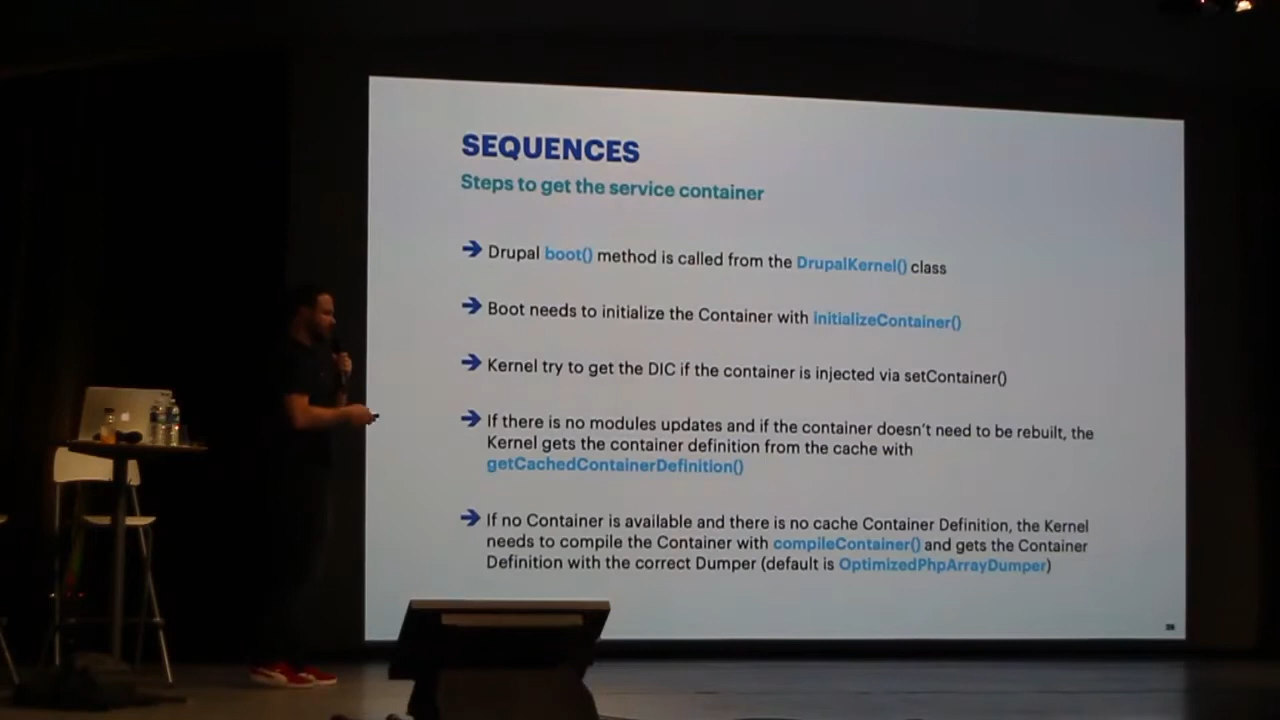 SEQUENCES
Steps to get the service container
Drupal boot() method is called from the DrupalKernel() class
Boot needs to initialize the Container with initializeContainer()
Kernel try to get the DIC if the container is injected via setContainer()
If there is no modules updates and if the container doesn't need to be rebuilt, the
Kernel gets the container definition from the cache with
getCachedContainerDefinition()
If no Container is available and there is no cache Container Definition, the Kernel
needs to compile the Container with compileContainer() and gets the Container
Definition with the correct Dumper (default is OptimizedPhpArrayDumper)